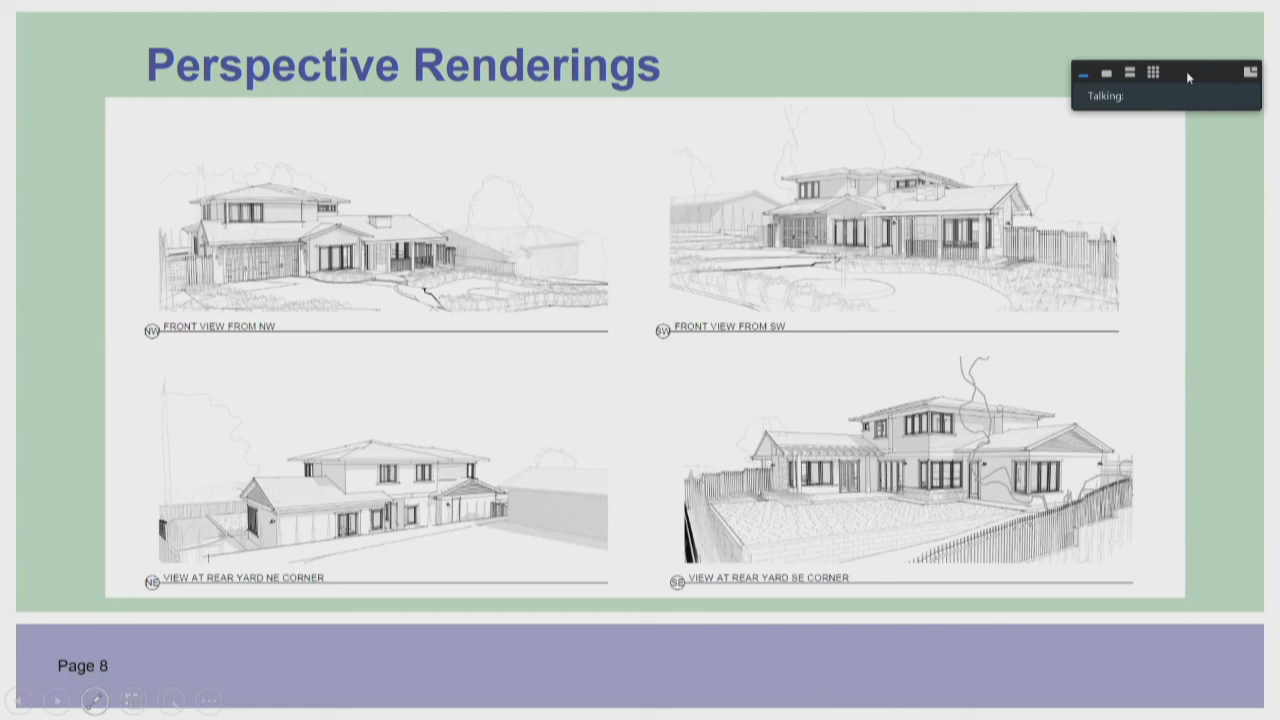 Perspective Renderings
Talking:
NW FRONT VIEW FROM NW
SW FRONT VIEW FROM SW
NE VIEW AT REAR YARD NE CORNER
SE VIEW AT REAR YARD SE CORNER
Page 8